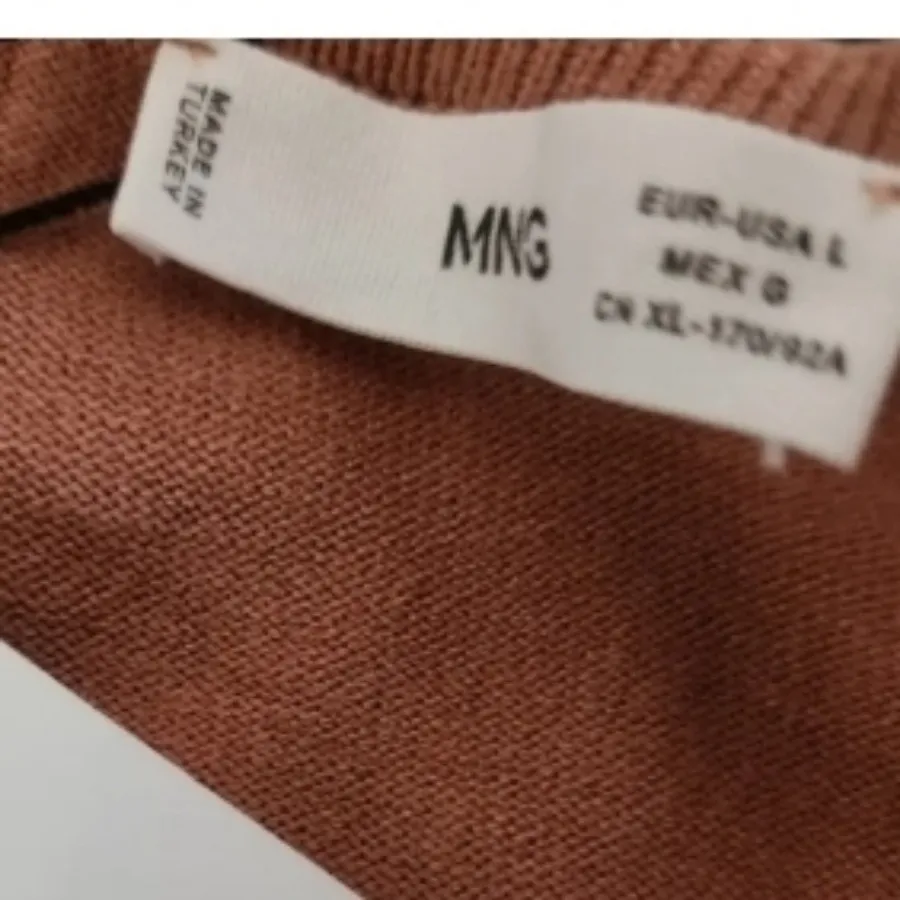 MADE IN
TURKEY
MNG
EUR-USA L
MEX G
CN XL-170/92A